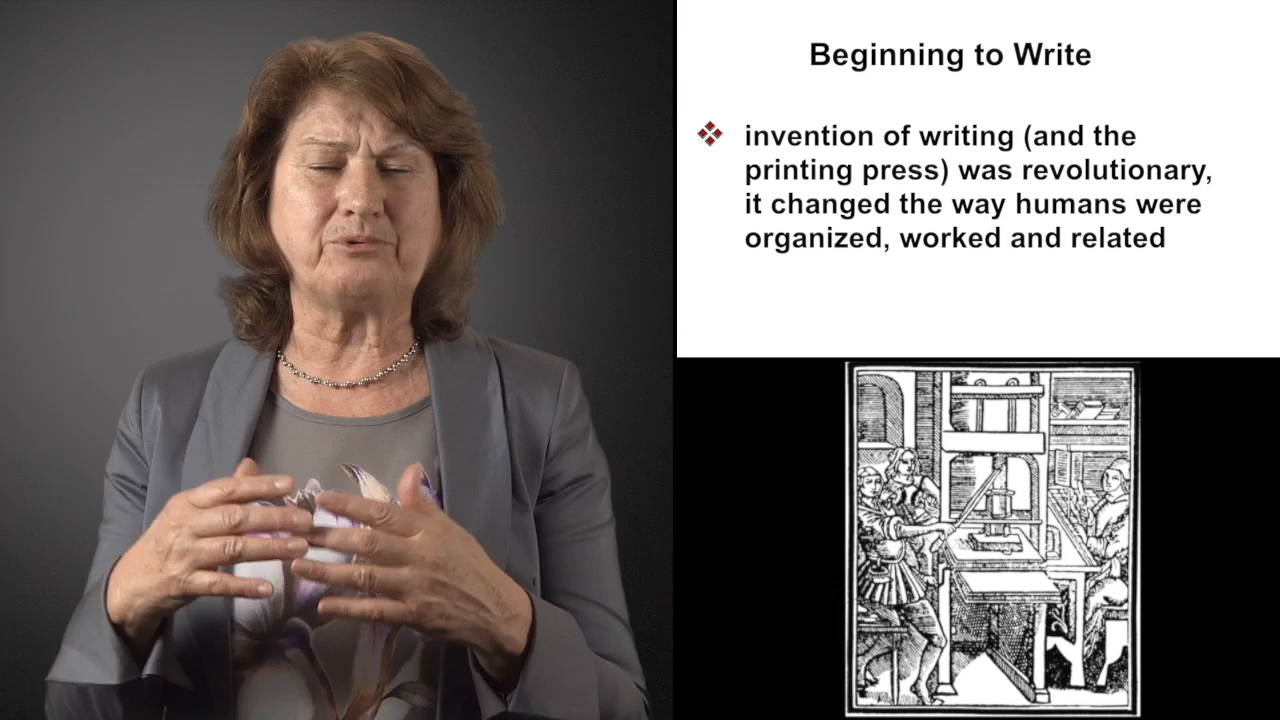 Beginning to Write
invention of writing (and the
printing press) was revolutionary,
it changed the way humans were
organized, worked and related